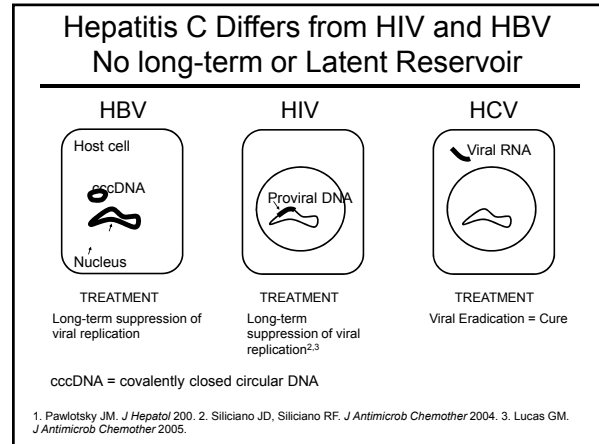 Hepatitis C Differs from HIV and HBV
No long-term or Latent Reservoir
HBV
Host cell
cccDNA
Nucleus
TREATMENT
Long-term suppression of
viral replication
HIV
Proviral DNA
TREATMENT
Long-term
suppression of viral
replication2,3
HCV
Viral RNA
TREATMENT
Viral Eradication = Cure
cccDNA = covalently closed circular DNA
1. Pawlotsky JM. J Hepatol 200. 2. Siliciano JD, Siliciano RF. J Antimicrob Chemother 2004. 3. Lucas GM.
J Antimicrob Chemother 2005.